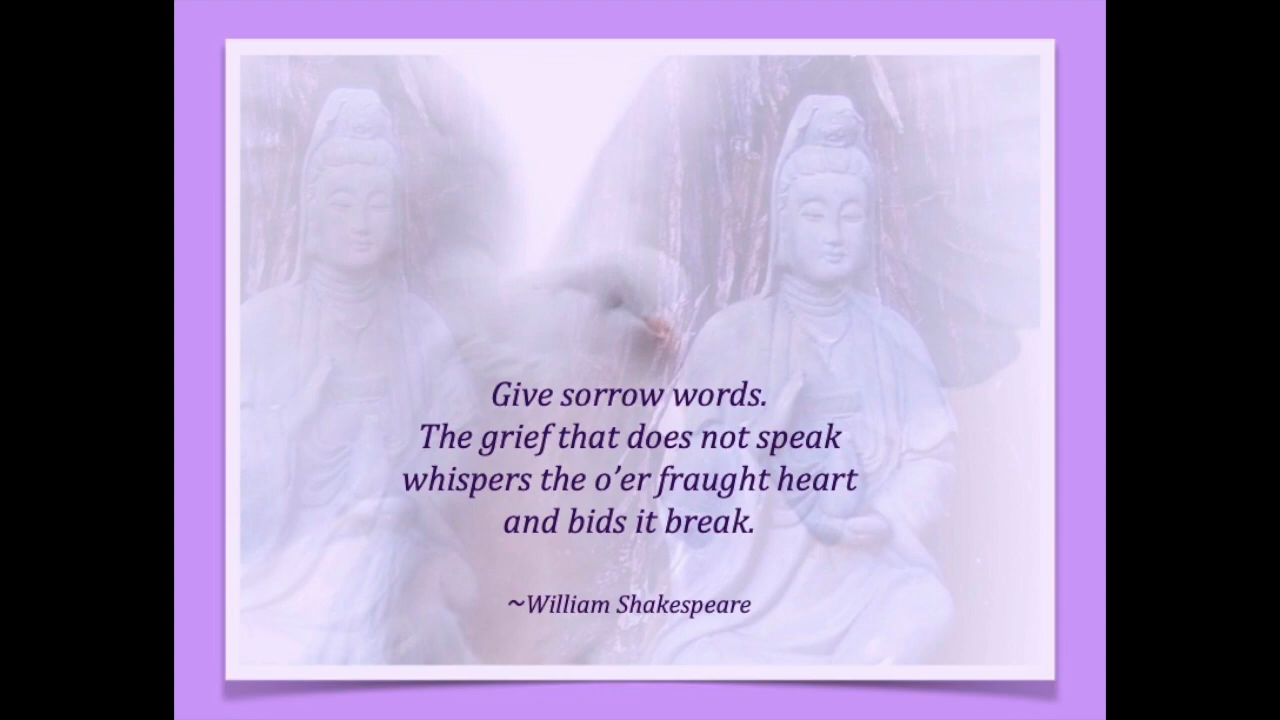 Give sorrow words.
The grief that does not speak
whispers the o’er fraught heart
and bids it break.
~William Shakespeare